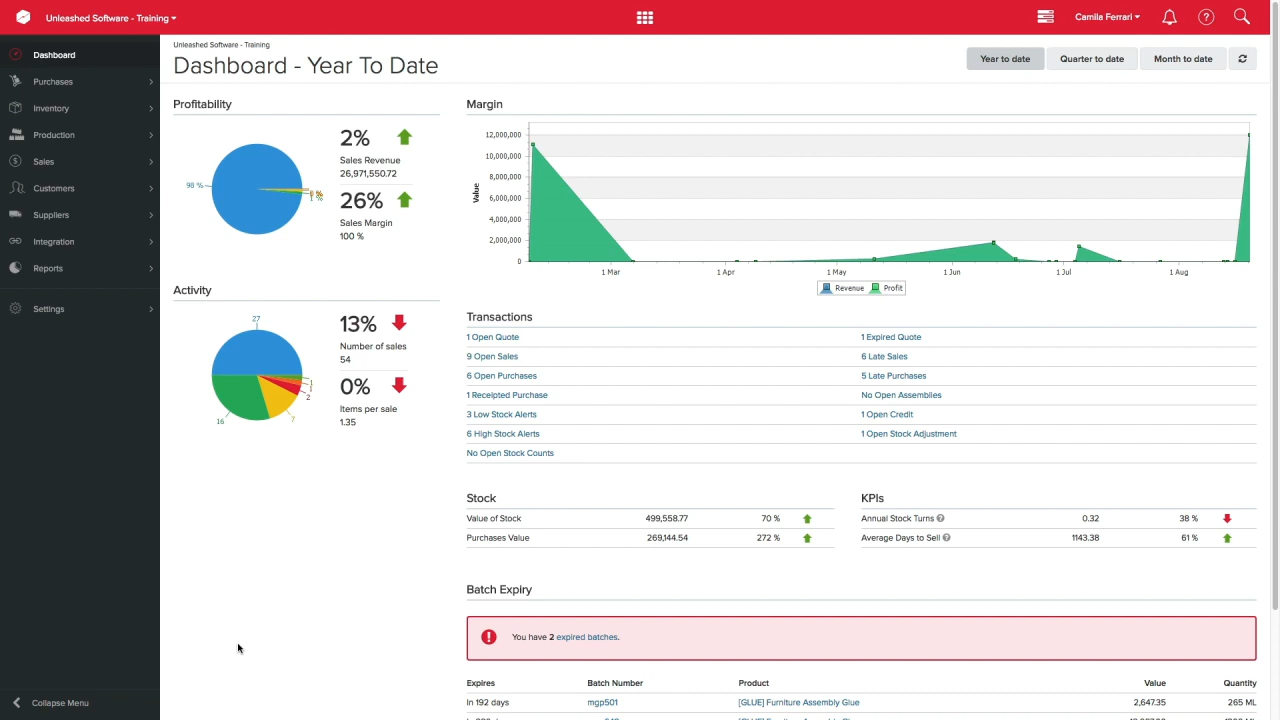 Unleashed Software - Training
Camila Ferrari
Dashboard
Purchases
Inventory
Production
Sales
Customers
Suppliers
Integration
Reports
Settings
Collapse Menu
Unleashed Software - Training
Dashboard - Year To Date
Year to date
Quarter to date
Month to date
Profitability
98 %
1 %
2%
Sales Revenue
26,971,550.72
26%
Sales Margin
100 %
Activity
27
1
1
2
7
16
13%
Number of sales
54
0%
Items per sale
1.35
Margin
Value
12,000,000
10,000,000
8,000,000
6,000,000
4,000,000
2,000,000
0
1 Mar
1 Apr
1 May
1 Jun
1 Jul
1 Aug
Revenue
Profit
Transactions
1 Open Quote
1 Expired Quote
9 Open Sales
6 Late Sales
6 Open Purchases
5 Late Purchases
1 Receipted Purchase
No Open Assemblies
3 Low Stock Alerts
1 Open Credit
6 High Stock Alerts
1 Open Stock Adjustment
No Open Stock Counts
Stock
Value of Stock 499,558.77 70 %
Purchases Value 269,144.54 272 %
KPIs
Annual Stock Turns ? 0.32 38 %
Average Days to Sell ? 1143.38 61 %
Batch Expiry
You have 2 expired batches.
Expires Batch Number Product Value Quantity
In 192 days mgp501 [GLUE] Furniture Assembly Glue 2,647.35 265 ML